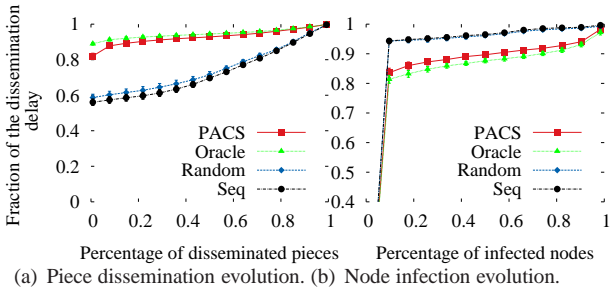 Fraction of the dissemination
delay
1
0.8
0.6
0.4
0.2
0
PACS
Oracle
Random
Seq
0 0.2 0.4 0.6 0.8 1
Percentage of disseminated pieces
1
0.9
0.8
0.7
0.6
0.5
0.4
PACS
Oracle
Random
Seq
0 0.2 0.4 0.6 0.8 1
Percentage of infected nodes
(a) Piece dissemination evolution. (b) Node infection evolution.